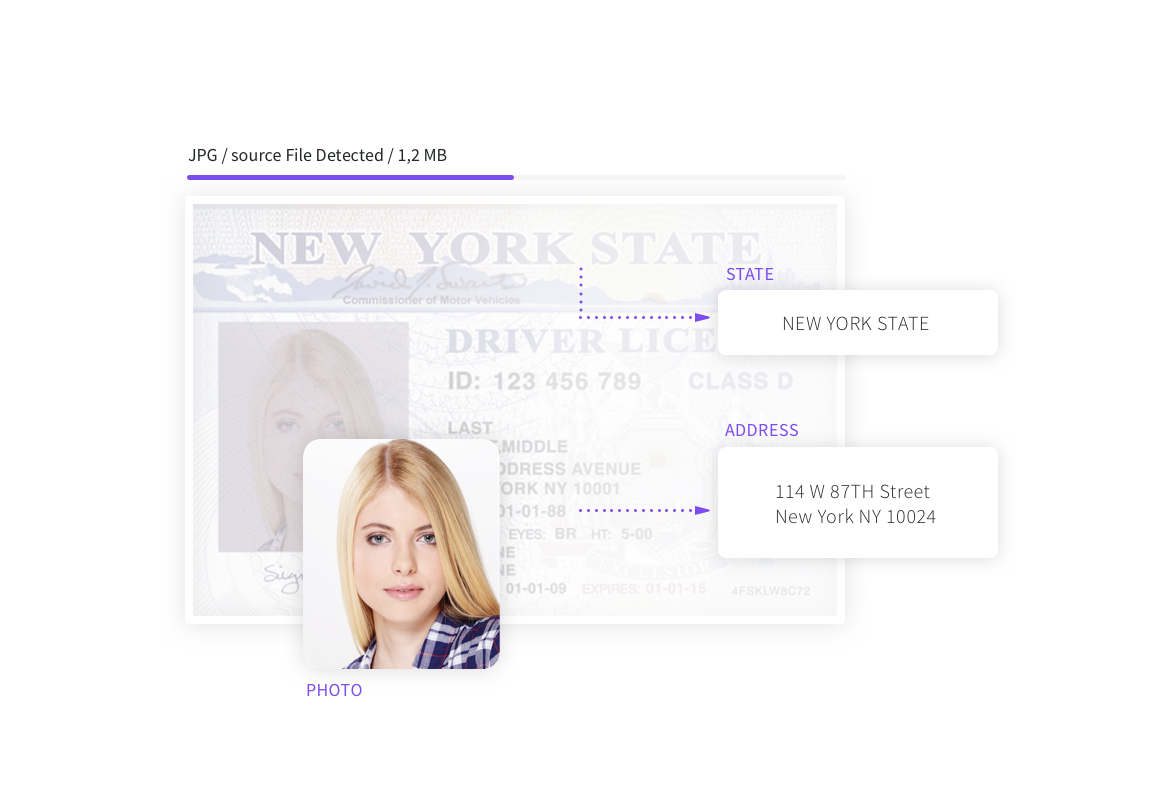 JPG / source File Detected / 1,2 MB
NEW YORK STATE
Commissioner of Motor Vehicles
STATE
NEW YORK STATE
DRIVER LICE
ID: 123 456 789 CLASS D
LAST
MIDDLE
DDRESS AVENUE
ORK NY 10001
01-01-88
EYES: BR HT: 5-00
NE
NE
01-01-09 EXPIRES: 01-01-15 4FSKLW8C72
ADDRESS
114 W 87TH Street
New York NY 10024
PHOTO